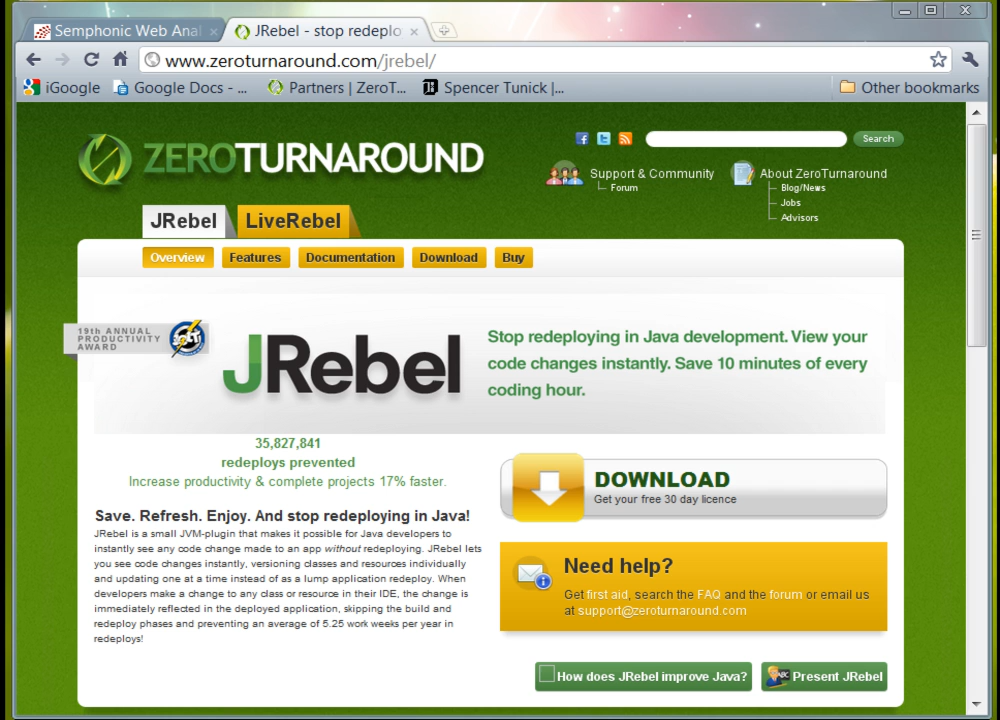 Semphonic Web Anal
JRebel - stop redeplo
www.zeroturnaround.com/jrebel/
iGoogle
Google Docs - ...
Partners | ZeroT...
Spencer Tunick |...
Other bookmarks
ZEROTURNAROUND
Search
Support & Community
Forum
About ZeroTurnaround
Blog/News
Jobs
Advisors
JRebel
LiveRebel
Overview
Features
Documentation
Download
Buy
19th ANNUAL
PRODUCTIVITY
AWARD
JRebel
Stop redeploying in Java development. View your
code changes instantly. Save 10 minutes of every
coding hour.
35,827,841
redeploys prevented
Increase productivity & complete projects 17% faster.
DOWNLOAD
Get your free 30 day licence
Save. Refresh. Enjoy. And stop redeploying in Java!
JRebel is a small JVM-plugin that makes it possible for Java developers to
instantly see any code change made to an app without redeploying. JRebel lets
you see code changes instantly, versioning classes and resources individually
and updating one at a time instead of as a lump application redeploy. When
developers make a change to any class or resource in their IDE, the change is
immediately reflected in the deployed application, skipping the build and
redeploy phases and preventing an average of 5.25 work weeks per year in
redeploys!
Need help?
Get first aid, search the FAQ and the forum or email us
at support@zeroturnaround.com
How does JRebel improve Java?
ABC
Present JRebel